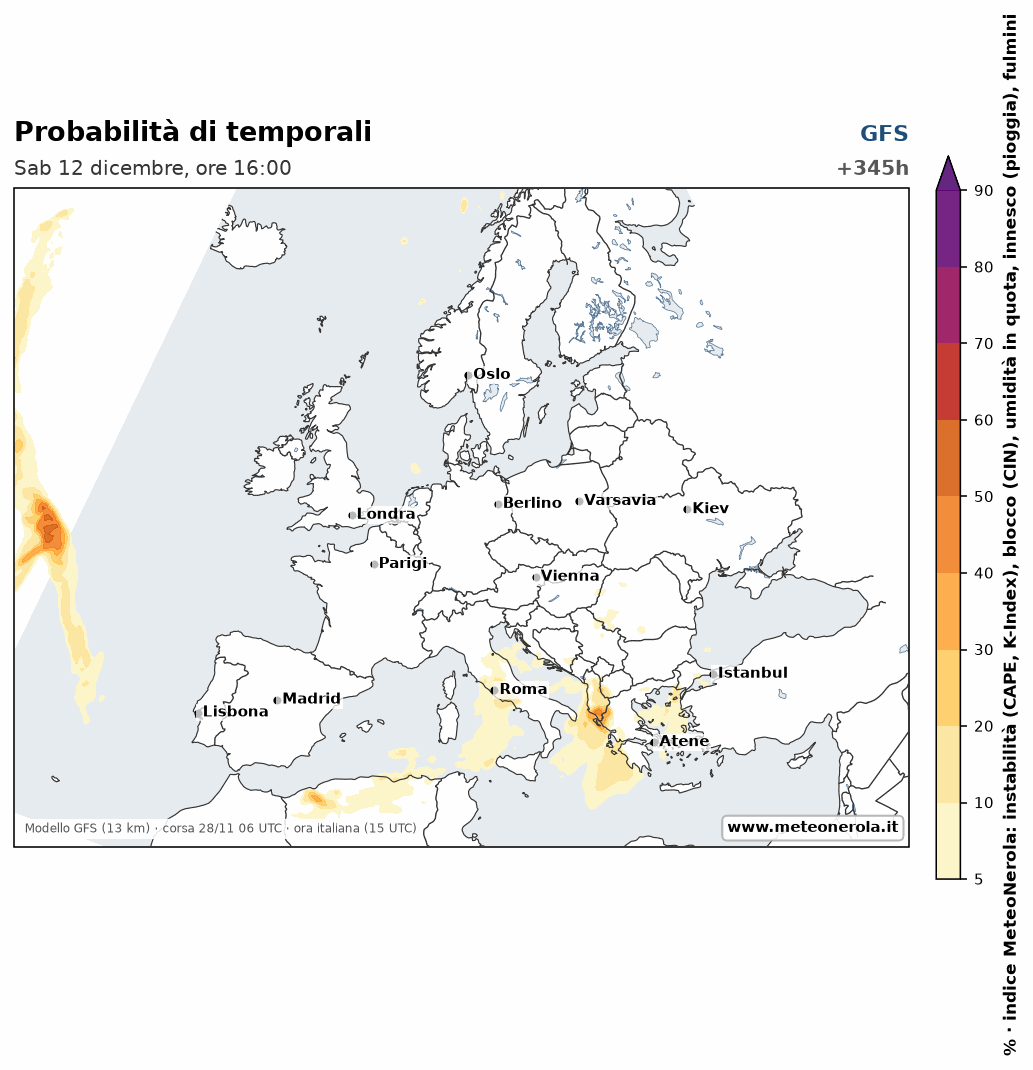 Probabilità di temporali
GFS
Sab 12 dicembre, ore 16:00
+345h
Oslo
Berlino
Varsavia
Kiev
Londra
Parigi
Vienna
Istanbul
Roma
Madrid
Lisbona
Atene
Modello GFS (13 km) · corsa 28/11 06 UTC · ora italiana (15 UTC)
www.meteonerola.it
90
80
70
60
50
40
30
20
10
5
% · indice MeteoNerola: instabilità (CAPE, K-Index), blocco (CIN), umidità in quota, innesco (pioggia), fulmini